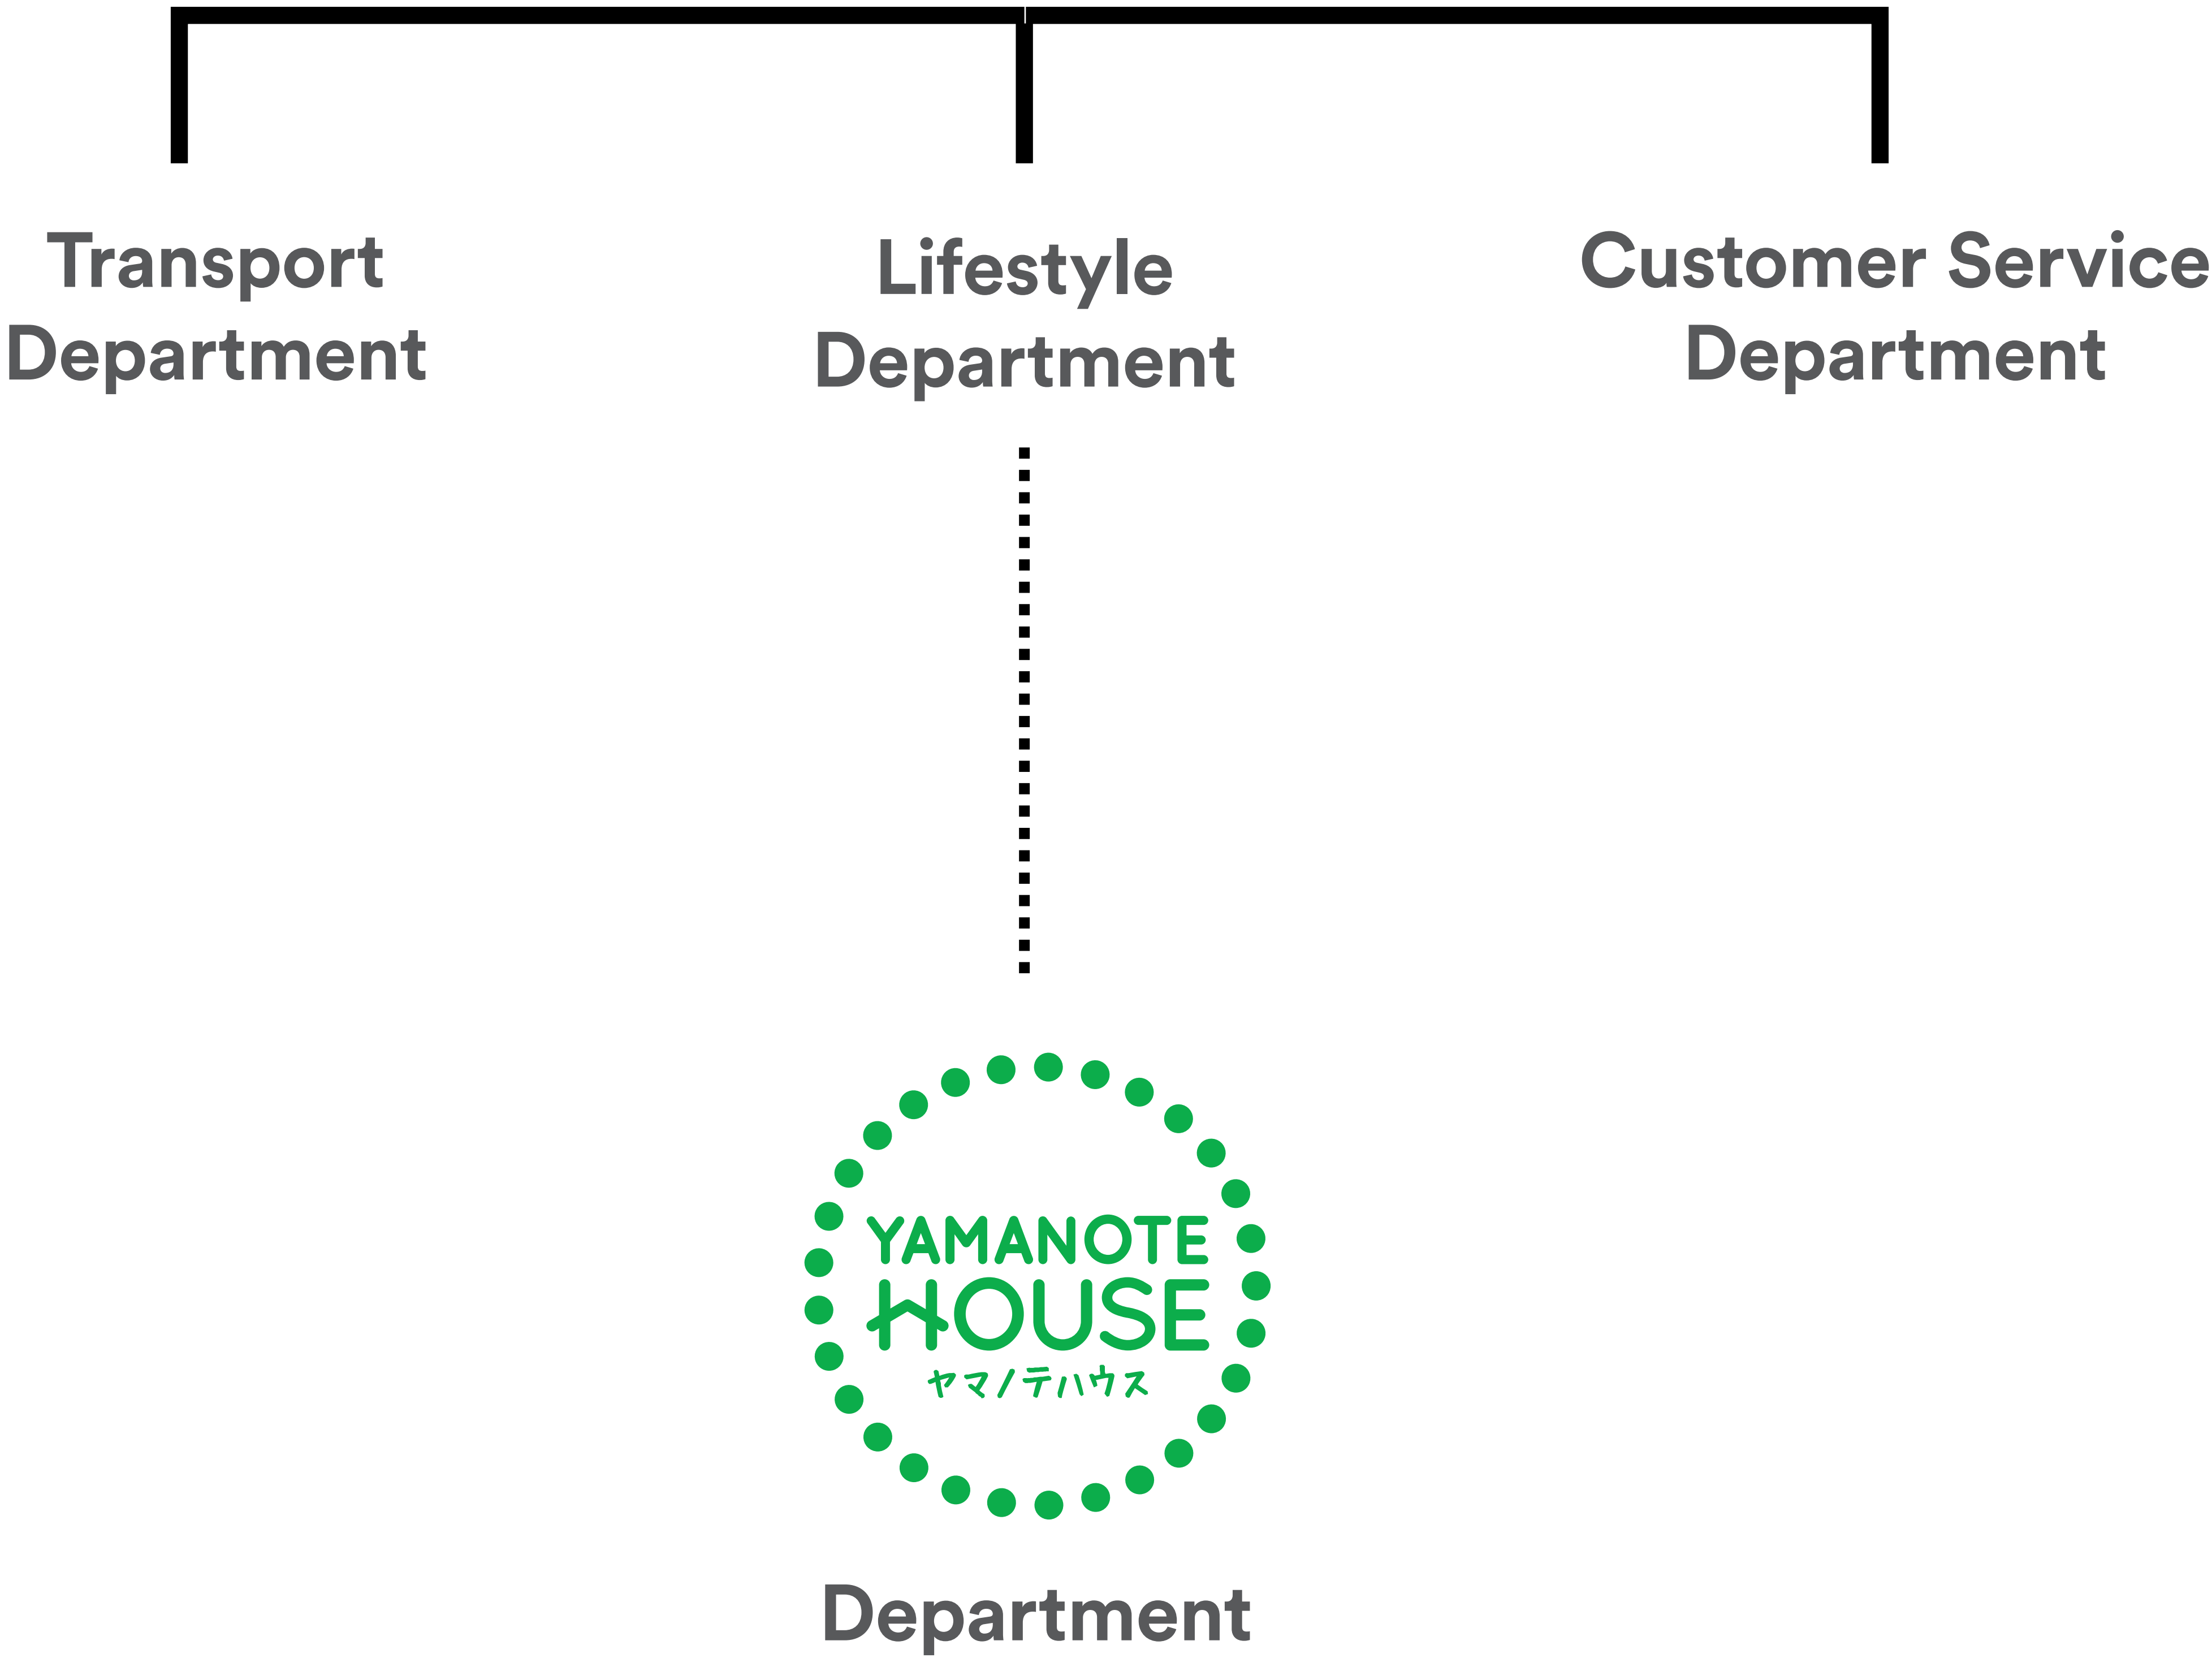 Transport
Department
Lifestyle
Department
Customer Service
Department
YAMANOTE
HOUSE
ヤマノテハウス
Department